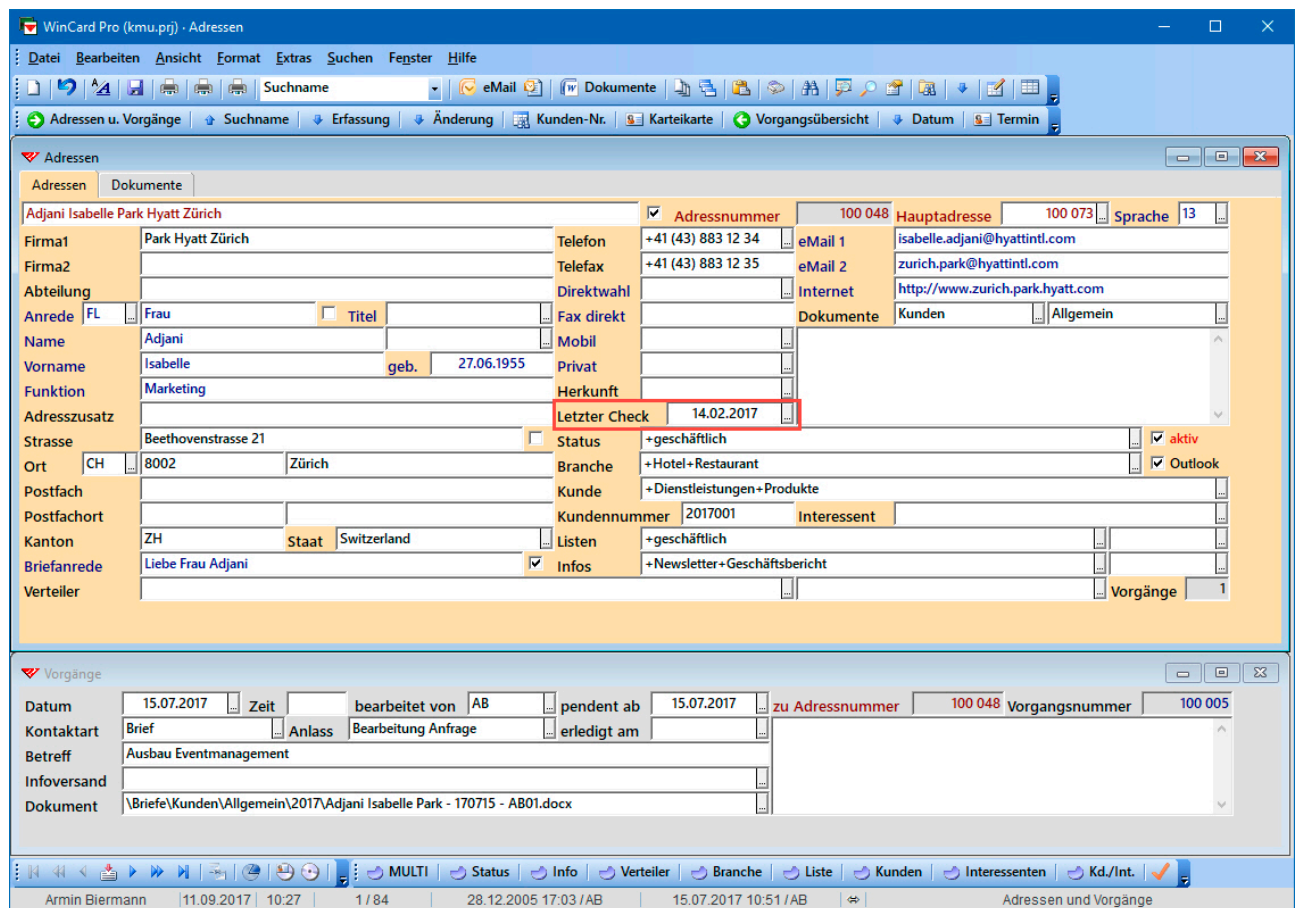 WinCard Pro (kmu.prj) · Adressen
Datei Bearbeiten Ansicht Format Extras Suchen Fenster Hilfe
Suchname eMail Dokumente
Adressen u. Vorgänge Suchname Erfassung Änderung Kunden-Nr. Karteikarte Vorgangsübersicht Datum Termin
Adressen
Adressen Dokumente
Adjani Isabelle Park Hyatt Zürich Adressnummer 100 048 Hauptadresse 100 073 ... Sprache 13 ...
Firma1 Park Hyatt Zürich Telefon +41 (43) 883 12 34 ... eMail 1 isabelle.adjani@hyattintl.com
Firma2 Telefax +41 (43) 883 12 35 eMail 2 zurich.park@hyattintl.com
Abteilung Direktwahl ... Internet http://www.zurich.park.hyatt.com
Anrede FL ... Frau Titel ... Fax direkt Dokumente Kunden ... Allgemein ...
Name Adjani ... Mobil ...
Vorname Isabelle geb. 27.06.1955 Privat ...
Funktion Marketing Herkunft ...
Adresszusatz Letzter Check 14.02.2017 ...
Strasse Beethovenstrasse 21 Status +geschäftlich ... aktiv
Ort CH ... 8002 Zürich Branche +Hotel+Restaurant ... Outlook
Postfach Kunde +Dienstleistungen+Produkte ...
Postfachort Kundennummer 2017001 Interessent ...
Kanton ZH Staat Switzerland ... Listen +geschäftlich ... ...
Briefanrede Liebe Frau Adjani Infos +Newsletter+Geschäftsbericht ... ...
Verteiler ... ... Vorgänge 1
Vorgänge
Datum 15.07.2017 ... Zeit bearbeitet von AB ... pendent ab 15.07.2017 ... zu Adressnummer 100 048 Vorgangsnummer 100 005
Kontaktart Brief ... Anlass Bearbeitung Anfrage ... erledigt am ...
Betreff Ausbau Eventmanagement
Infoversand ...
Dokument \Briefe\Kunden\Allgemein\2017\Adjani Isabelle Park - 170715 - AB01.docx ...
MULTI Status Info Verteiler Branche Liste Kunden Interessenten Kd./Int.
Armin Biermann 11.09.2017 10:27 1 / 84 28.12.2005 17:03 / AB 15.07.2017 10:51 / AB Adressen und Vorgänge